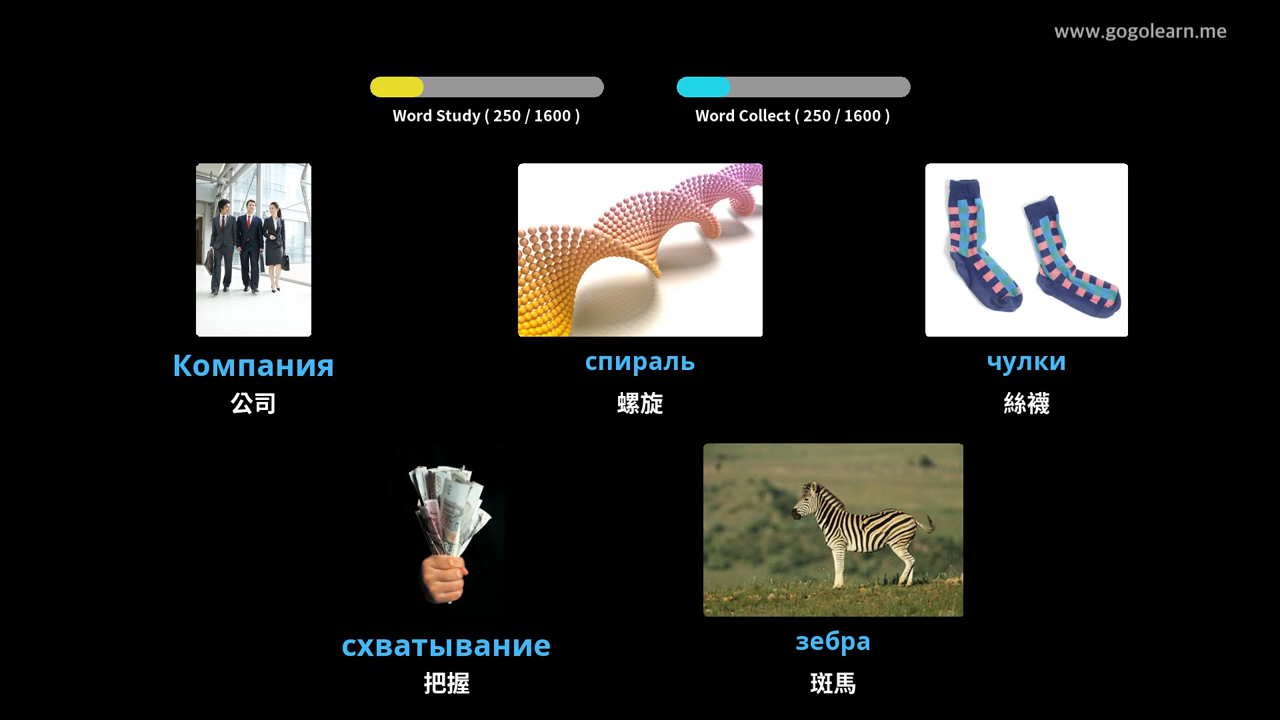 www.gogolearn.me
Word Study ( 250 / 1600 )
Word Collect ( 250 / 1600 )
Компания
公司
спираль
螺旋
чулки
絲襪
схватывание
把握
зебра
斑馬